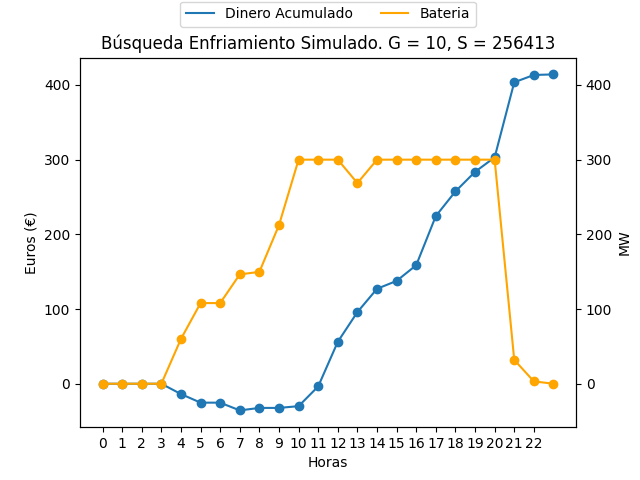 Dinero Acumulado Bateria
Búsqueda Enfriamiento Simulado. G = 10, S = 256413
400 400
300 300
200 200
100 100
0 0
Euros (€)
MW
0 1 2 3 4 5 6 7 8 9 10 11 12 13 14 15 16 17 18 19 20 21 22
Horas